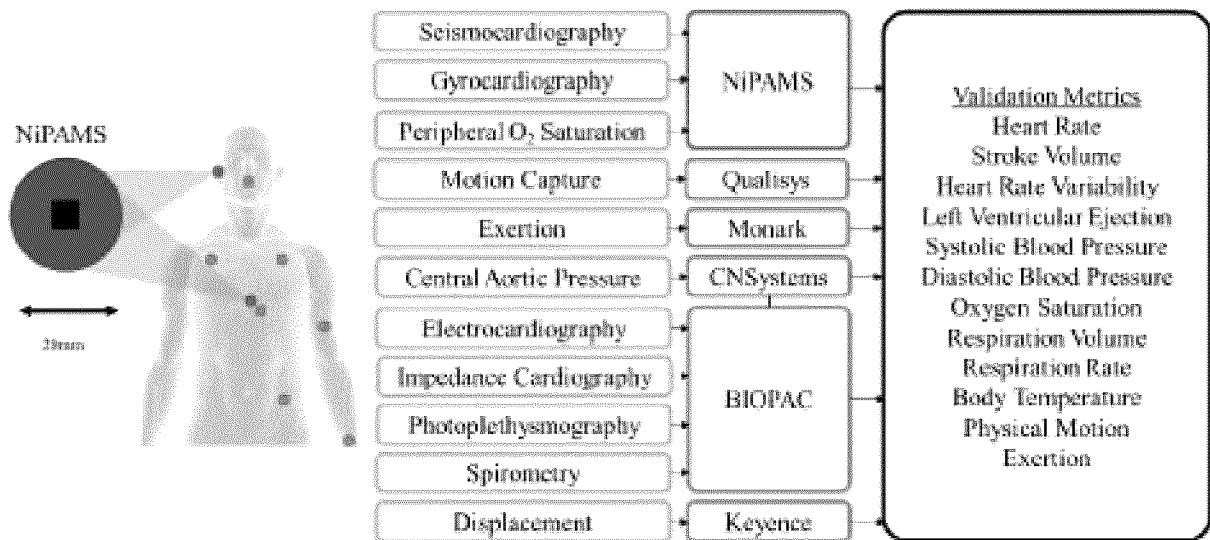 NiPAMS
29mm
Seismocardiography
Gyrocardiography
Peripheral O₂ Saturation
Motion Capture
Exertion
Central Aortic Pressure
Electrocardiography
Impedance Cardiography
Photoplethysmography
Spirometry
Displacement
NiPAMS
Qualisys
Monark
CNSystems
BIOPAC
Keyence
Validation Metrics
Heart Rate
Stroke Volume
Heart Rate Variability
Left Ventricular Ejection
Systolic Blood Pressure
Diastolic Blood Pressure
Oxygen Saturation
Respiration Volume
Respiration Rate
Body Temperature
Physical Motion
Exertion